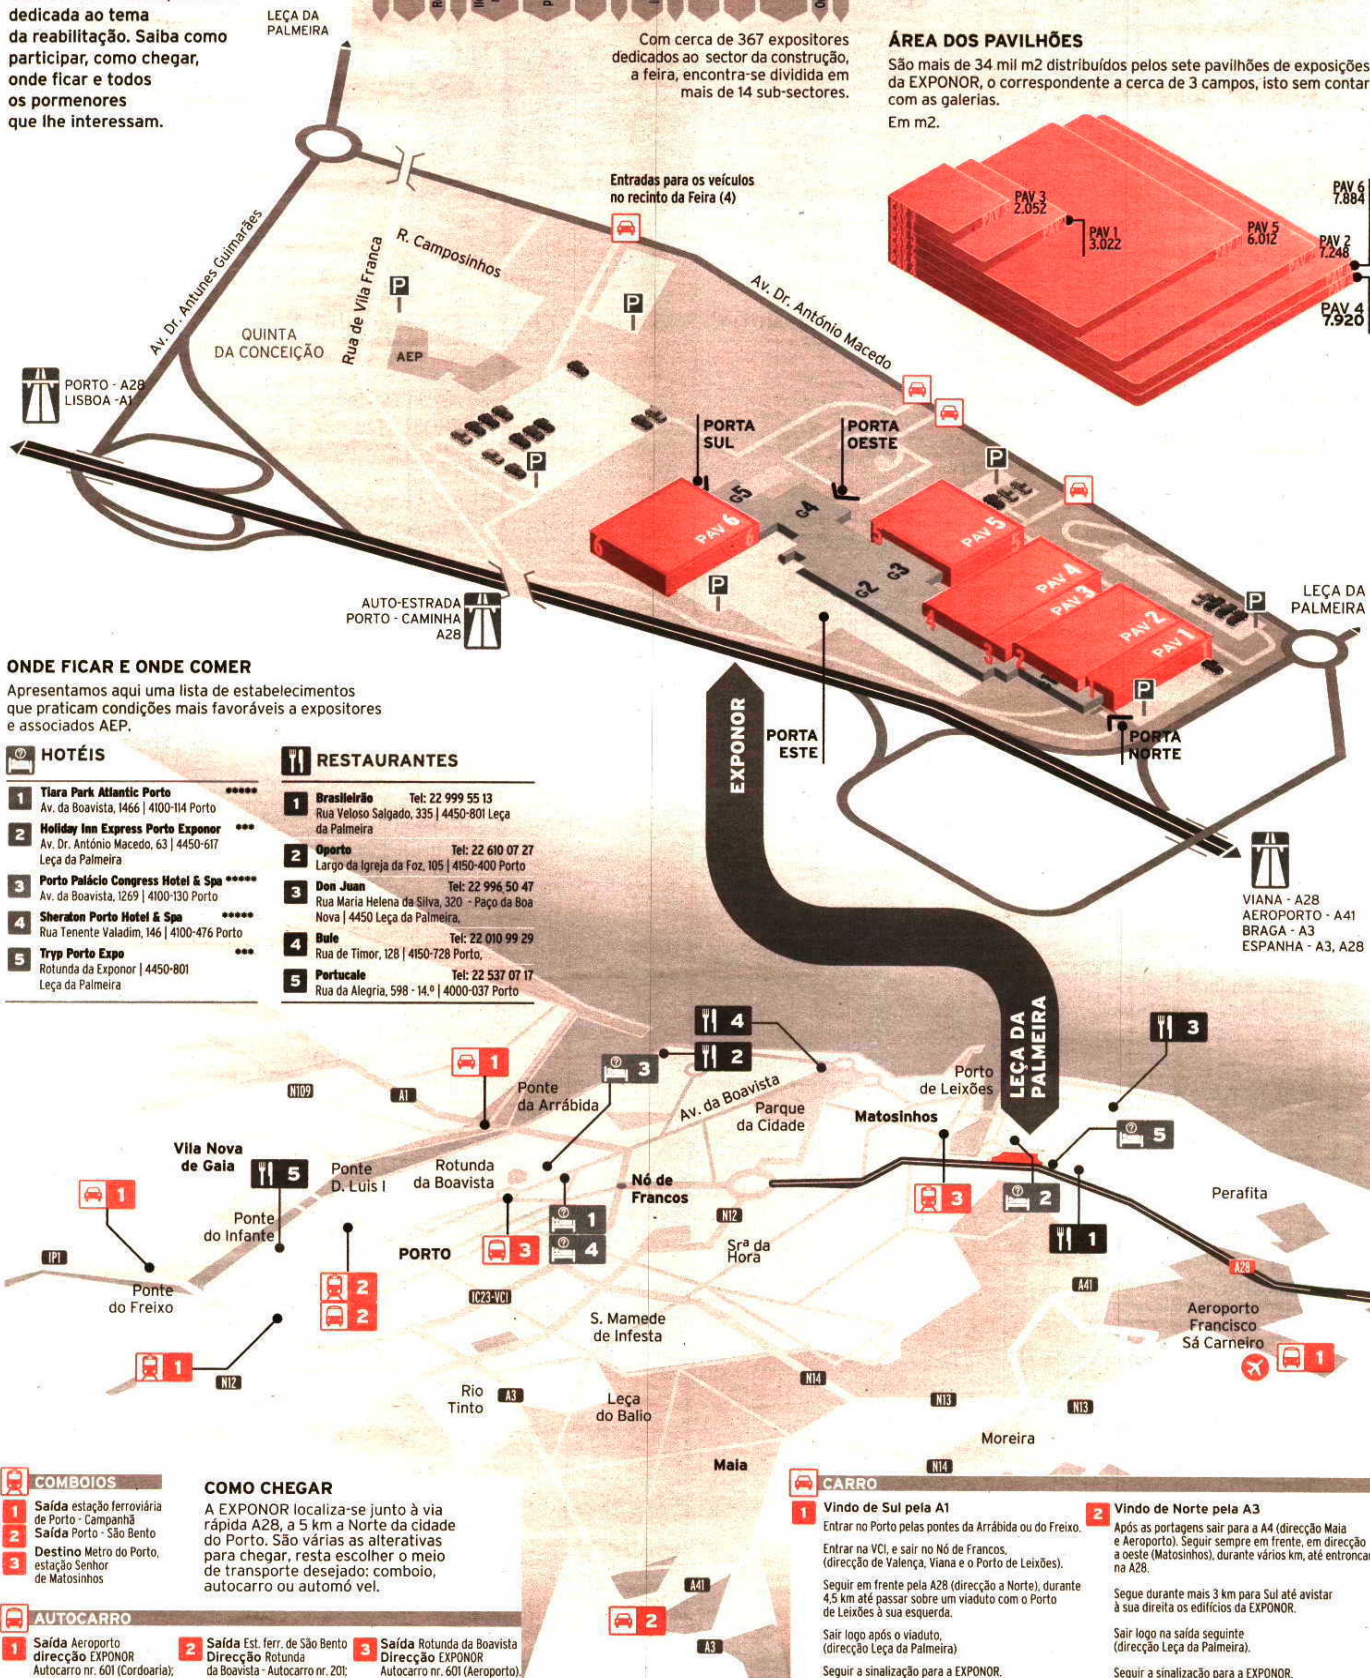 dedicada ao tema
da reabilitação. Saiba como
participar, como chegar,
onde ficar e todos
os pormenores
que lhe interessam.
LEÇA DA
PALMEIRA
Com cerca de 367 expositores
dedicados ao sector da construção,
a feira, encontra-se dividida em
mais de 14 sub-sectores.
ÁREA DOS PAVILHÕES
São mais de 34 mil m2 distribuídos pelos sete pavilhões de exposições
da EXPONOR, o correspondente a cerca de 3 campos, isto sem contar
com as galerias.
Em m2.
PAV 3
2.052
PAV 1
3.022
PAV 5
6.012
PAV 2
7.248
PAV 6
7.884
PAV 4
7.920
Entradas para os veículos
no recinto da Feira (4)
Av. Dr. Antunes Guimarães
Rua de Vila Franca
R. Camposinhos
Av. Dr. António Macedo
QUINTA
DA CONCEIÇÃO
AEP
P
P
P
P
P
P
P
PORTO - A28
LISBOA - A1
PORTA
SUL
PORTA
OESTE
G5
G4
G3
G2
PAV 6
6
6
PAV 5
5
5
PAV 4
4
PAV 3
3
PAV 2
2
PAV 1
1
AUTO-ESTRADA
PORTO - CAMINHA
A28
LEÇA DA
PALMEIRA
PORTA
ESTE
PORTA
NORTE
EXPONOR
LEÇA DA
PALMEIRA
VIANA - A28
AEROPORTO - A41
BRAGA - A3
ESPANHA - A3, A28
ONDE FICAR E ONDE COMER
Apresentamos aqui uma lista de estabelecimentos
que praticam condições mais favoráveis a expositores
e associados AEP.
HOTÉIS
1 Tiara Park Atlantic Porto *****
Av. da Boavista, 1466 | 4100-114 Porto
2 Holiday Inn Express Porto Exponor ***
Av. Dr. António Macedo, 63 | 4450-617
Leça da Palmeira
3 Porto Palácio Congress Hotel & Spa *****
Av. da Boavista, 1269 | 4100-130 Porto
4 Sheraton Porto Hotel & Spa *****
Rua Tenente Valadim, 146 | 4100-476 Porto
5 Tryp Porto Expo ***
Rotunda da Exponor | 4450-801
Leça da Palmeira
RESTAURANTES
1 Brasileirão Tel: 22 999 55 13
Rua Veloso Salgado, 335 | 4450-801 Leça
da Palmeira
2 Oporto Tel: 22 610 07 27
Largo da Igreja da Foz, 105 | 4150-400 Porto
3 Don Juan Tel: 22 996 50 47
Rua Maria Helena da Silva, 320 - Paço da Boa
Nova | 4450 Leça da Palmeira,
4 Bule Tel: 22 010 99 29
Rua de Timor, 128 | 4150-728 Porto,
5 Portucale Tel: 22 537 07 17
Rua da Alegria, 598 - 14.º | 4000-037 Porto
4
2
3
3
1
N109
A1
Ponte
da Arrábida
Av. da Boavista
Parque
da Cidade
Porto
de Leixões
Matosinhos
5
Vila Nova
de Gaia
5
Ponte
D. Luis I
Rotunda
da Boavista
Nó de
Francos
3
2
Perafita
1
Ponte
do Infante
PORTO
3
1
4
N12
Srª da
Hora
1
IP1
Ponte
do Freixo
2
2
IC23-VCI
A41
A28
S. Mamede
de Infesta
Aeroporto
Francisco
Sá Carneiro
1
1
N12
Rio
Tinto
A3
Leça
do Balio
N14
N13
N13
Moreira
N14
Maia
A41
2
A3
COMBOIOS
1 Saída estação ferroviária
de Porto - Campanhã
2 Saída Porto - São Bento
3 Destino Metro do Porto,
estação Senhor
de Matosinhos
COMO CHEGAR
A EXPONOR localiza-se junto à via
rápida A28, a 5 km a Norte da cidade
do Porto. São várias as alterativas
para chegar, resta escolher o meio
de transporte desejado: comboio,
autocarro ou automó vel.
AUTOCARRO
1 Saída Aeroporto
direcção EXPONOR
Autocarro nr. 601 (Cordoaria);
2 Saída Est. ferr. de São Bento
Direcção Rotunda
da Boavista - Autocarro nr. 201;
3 Saída Rotunda da Boavista
Direcção EXPONOR
Autocarro nr. 601 (Aeroporto).
CARRO
1 Vindo de Sul pela A1
Entrar no Porto pelas pontes da Arrábida ou do Freixo.
Entrar na VCI, e sair no Nó de Francos,
(direcção de Valença, Viana e o Porto de Leixões).
Seguir em frente pela A28 (direcção a Norte), durante
4,5 km até passar sobre um viaduto com o Porto
de Leixões à sua esquerda.
Sair logo após o viaduto,
(direcção Leça da Palmeira)
Seguir a sinalização para a EXPONOR.
2 Vindo de Norte pela A3
Após as portagens sair para a A4 (direcção Maia
e Aeroporto). Seguir sempre em frente, em direcção
a oeste (Matosinhos), durante vários km, até entroncar
na A28.
Segue durante mais 3 km para Sul até avistar
à sua direita os edifícios da EXPONOR.
Sair logo na saída seguinte
(direcção Leça da Palmeira).
Seguir a sinalização para a EXPONOR.